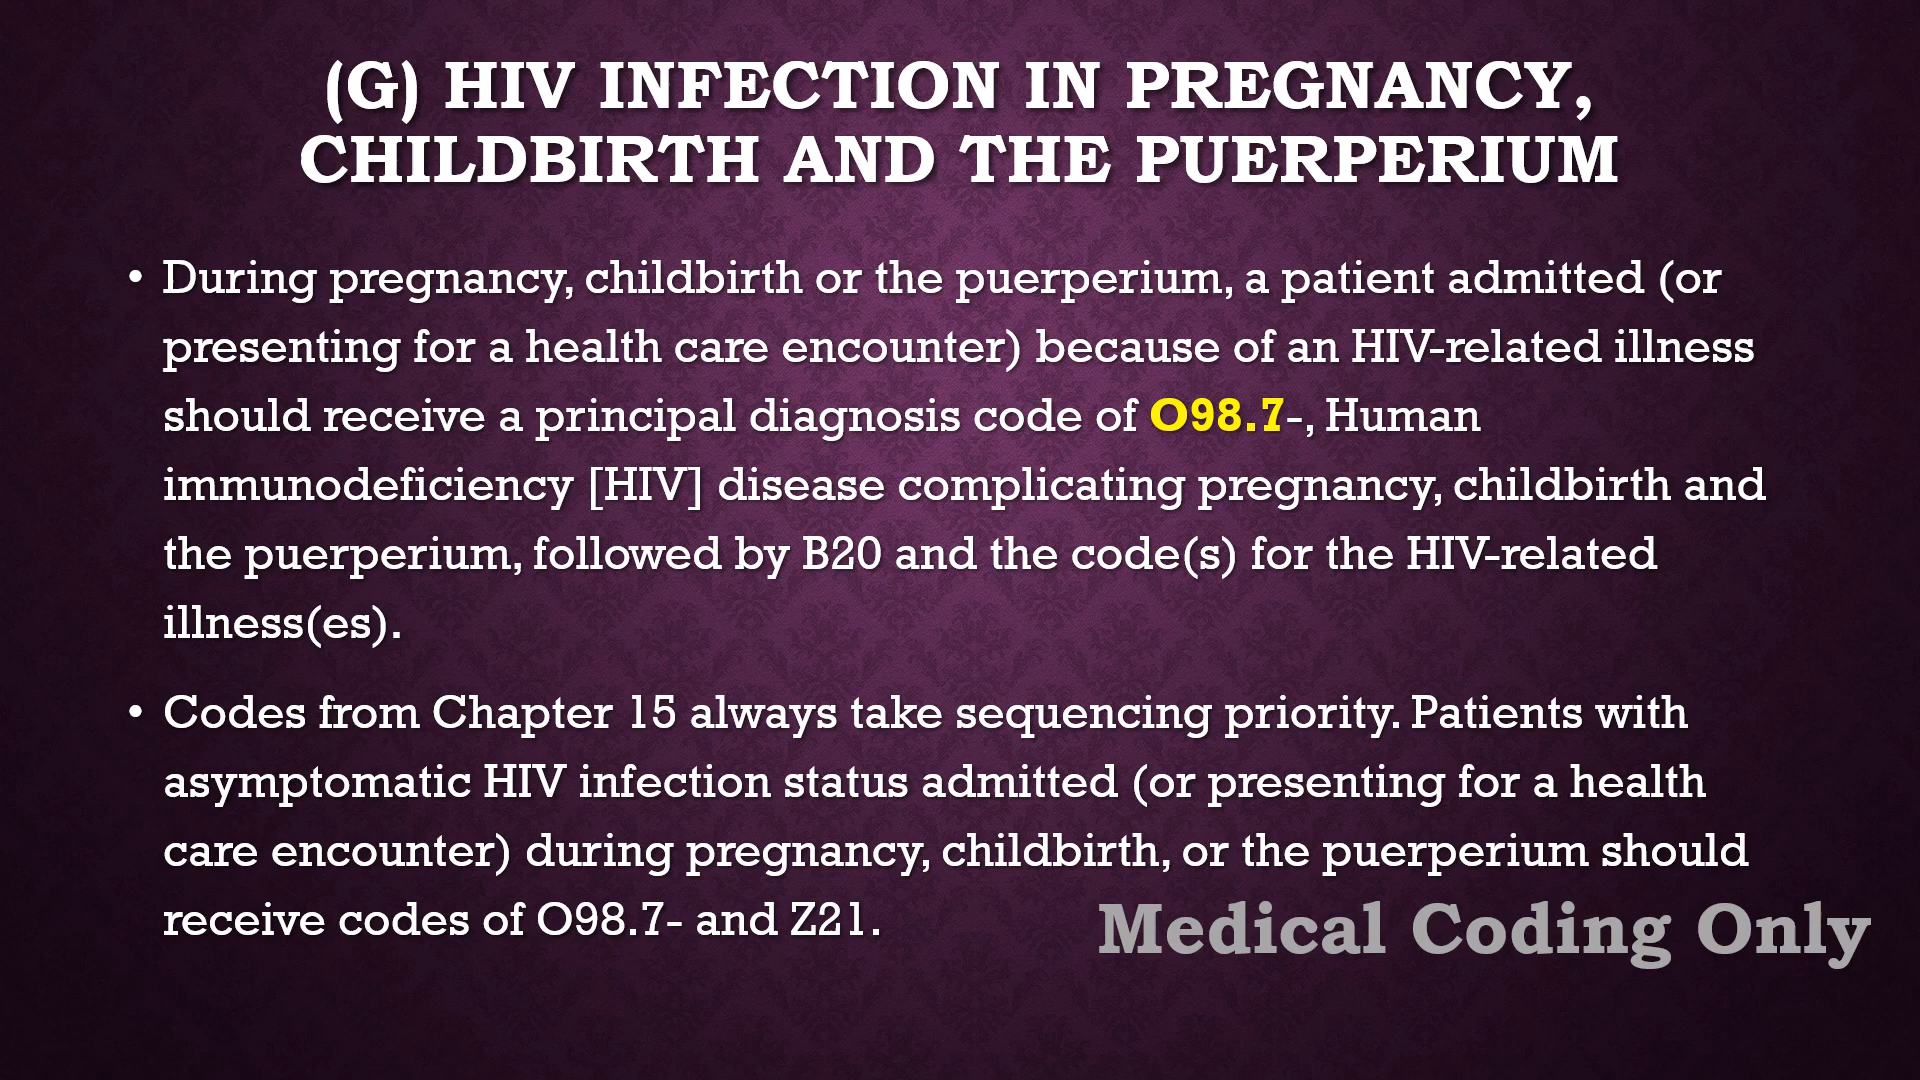 (G) HIV INFECTION IN PREGNANCY,
CHILDBIRTH AND THE PUERPERIUM
• During pregnancy, childbirth or the puerperium, a patient admitted (or
presenting for a health care encounter) because of an HIV-related illness
should receive a principal diagnosis code of O98.7-, Human
immunodeficiency [HIV] disease complicating pregnancy, childbirth and
the puerperium, followed by B20 and the code(s) for the HIV-related
illness(es).
• Codes from Chapter 15 always take sequencing priority. Patients with
asymptomatic HIV infection status admitted (or presenting for a health
care encounter) during pregnancy, childbirth, or the puerperium should
receive codes of O98.7- and Z21.
Medical Coding Only